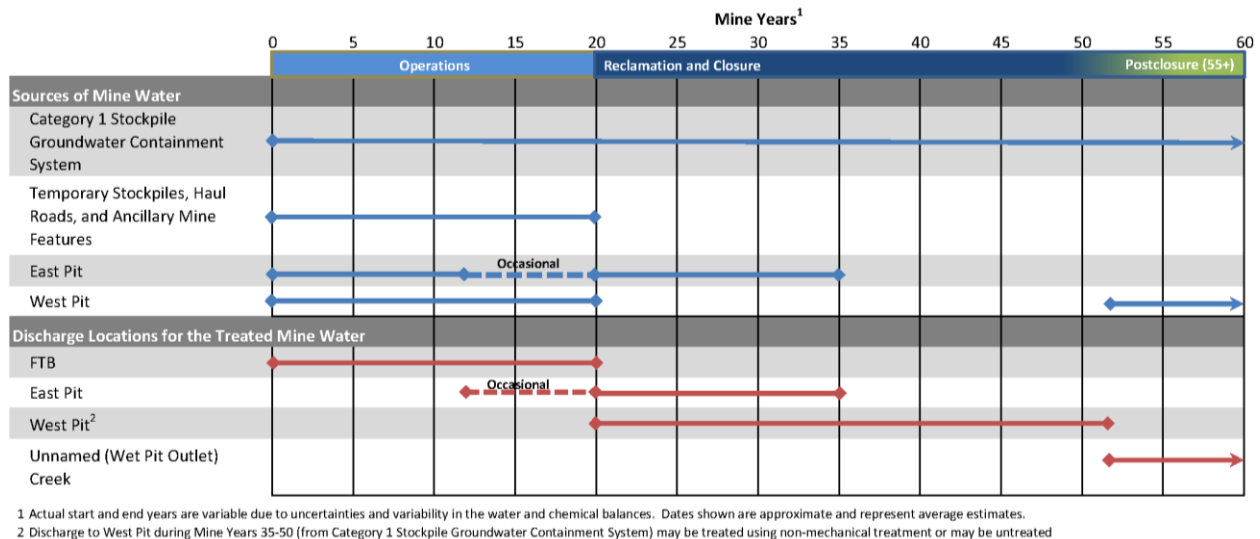 Mine Years1
0 5 10 15 20 25 30 35 40 45 50 55 60
Operations Reclamation and Closure Postclosure (55+)
Sources of Mine Water
Category 1 Stockpile
Groundwater Containment
System
Temporary Stockpiles, Haul
Roads, and Ancillary Mine
Features
East Pit Occasional
West Pit
Discharge Locations for the Treated Mine Water
FTB
East Pit Occasional
West Pit2
Unnamed (Wet Pit Outlet)
Creek
1 Actual start and end years are variable due to uncertainties and variability in the water and chemical balances. Dates shown are approximate and represent average estimates.
2 Discharge to West Pit during Mine Years 35-50 (from Category 1 Stockpile Groundwater Containment System) may be treated using non-mechanical treatment or may be untreated